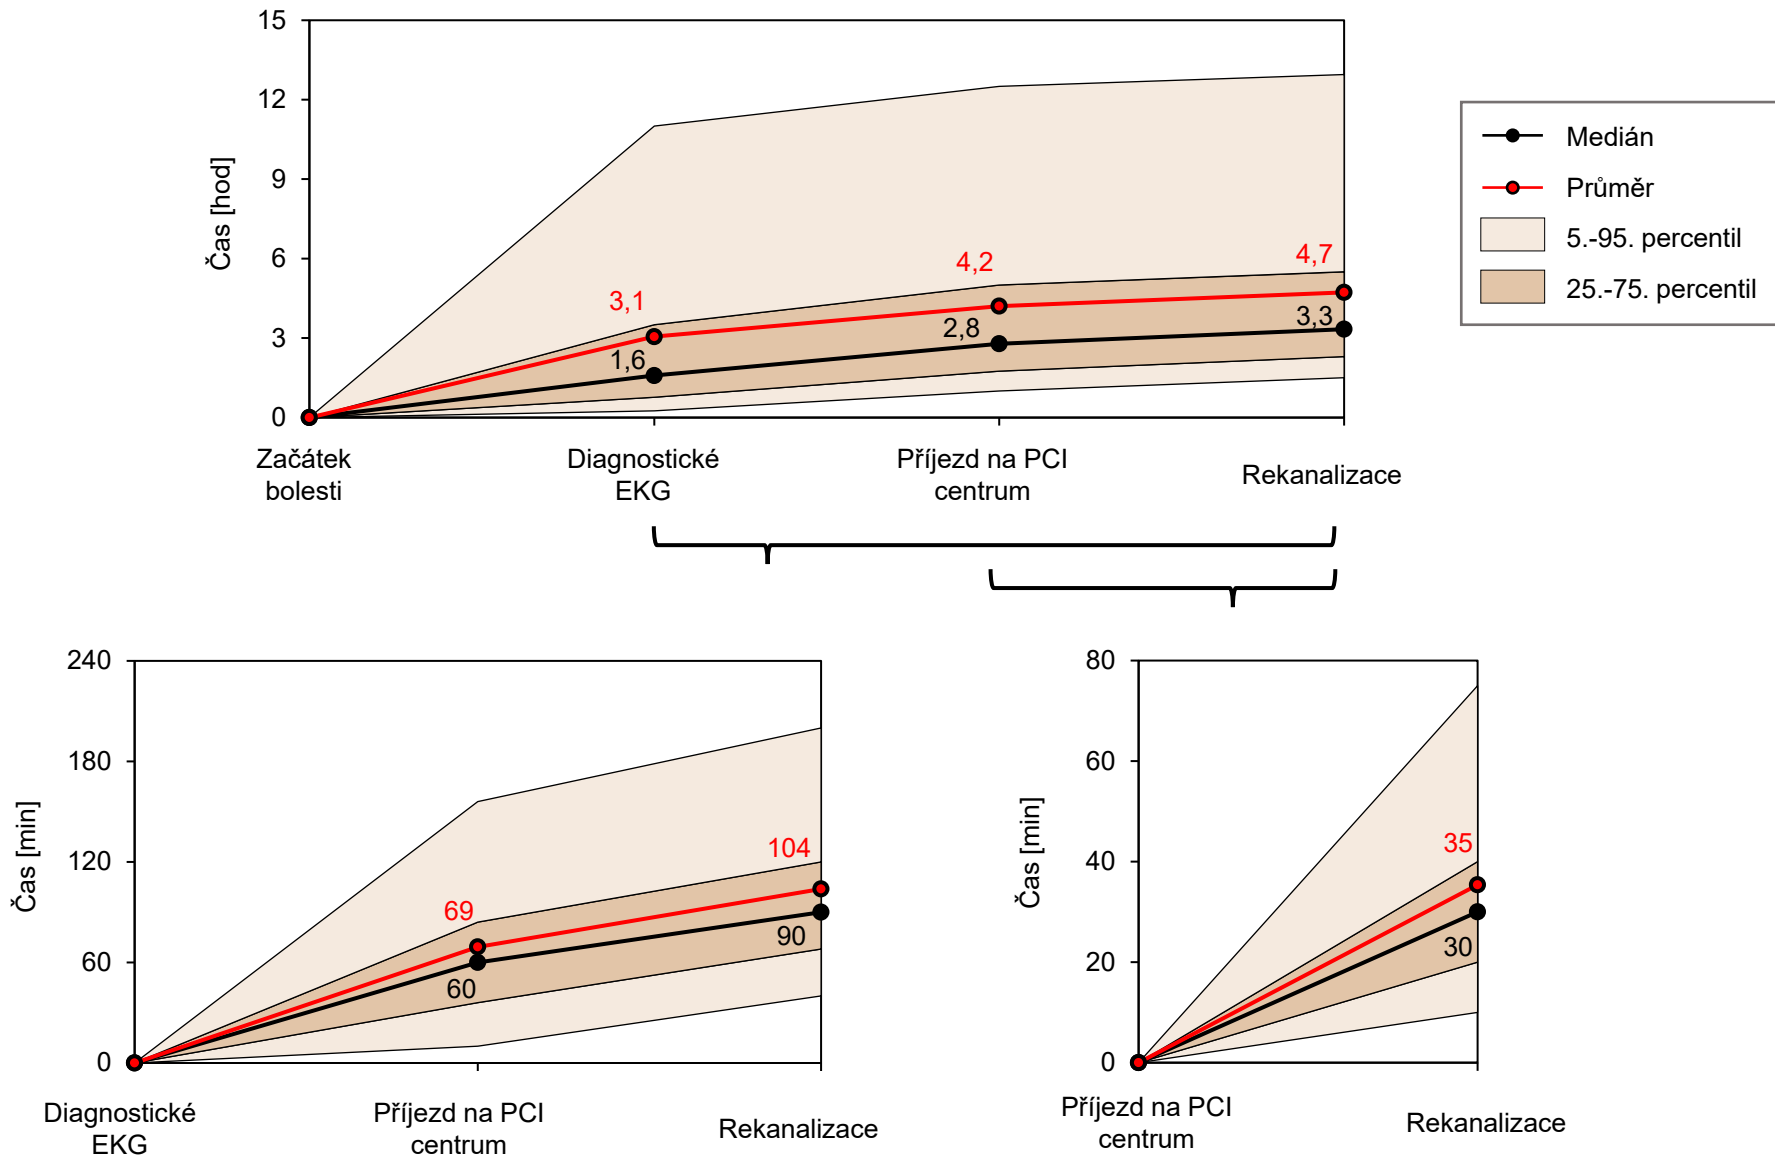 15
12
9
6
3
0
Čas [hod]
3,1
4,2
4,7
1,6
2,8
3,3
Začátek
bolesti
Diagnostické
EKG
Příjezd na PCI
centrum
Rekanalizace
Medián
Průměr
5.-95. percentil
25.-75. percentil
240
180
120
60
0
Čas [min]
69
104
60
90
Diagnostické
EKG
Příjezd na PCI
centrum
Rekanalizace
80
60
40
20
0
Čas [min]
35
30
Příjezd na PCI
centrum
Rekanalizace